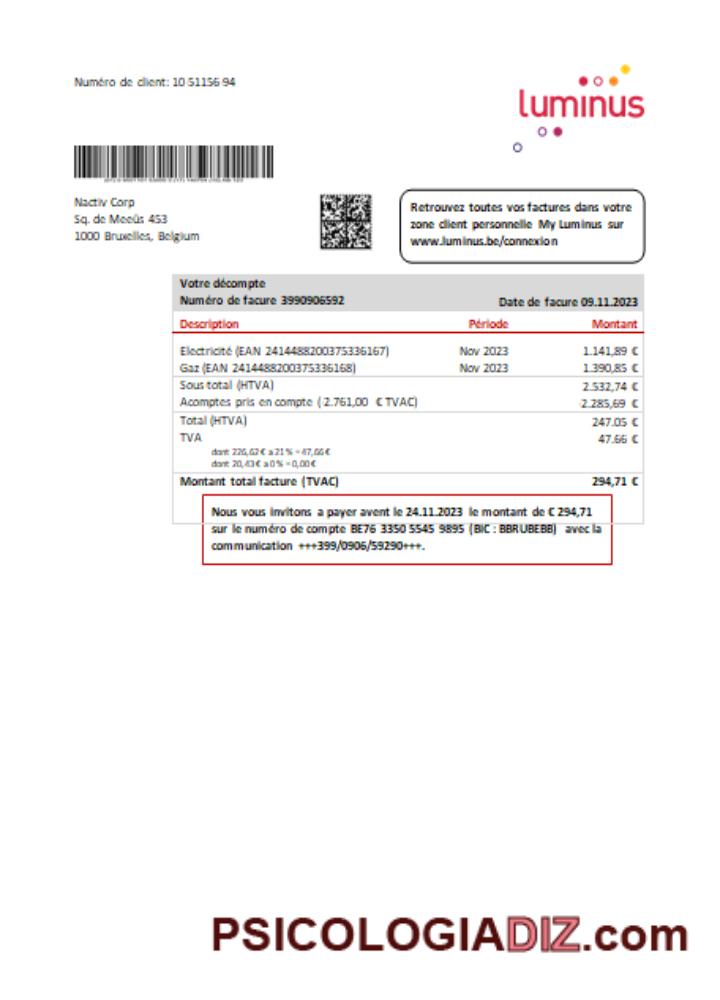 Numéro de client: 10 51156 94
luminus
Nactiv Corp
Sq. de Meeûs 453
1000 Bruxelles, Belgium
Retrouvez toutes vos factures dans votre
zone client personnelle My Luminus sur
www.luminus.be/connexion
Votre décompte
Numéro de facure 3990906592 Date de facure 09.11.2023
Description Période Montant
Electricité (EAN 2414488200375336167) Nov 2023 1.141,89 €
Gaz (EAN 2414488200375336168) Nov 2023 1.390,85 €
Sous total (HTVA) 2.532,74 €
Acomptes pris en compte (2.761,00 € TVAC) 2.285,69 €
Total (HTVA) 247.05 €
TVA 47.66 €
dont 226,62 € a 21 % = 47,66 €
dont 20,43 € a 0 % = 0,00 €
Montant total facture (TVAC) 294,71 €
Nous vous invitons a payer avent le 24.11.2023 le montant de € 294,71
sur le numéro de compte BE76 3350 5545 9895 (BIC : BBRUBEBB) avec la
communication +++399/0906/59290+++.
PSICOLOGIADIZ.com